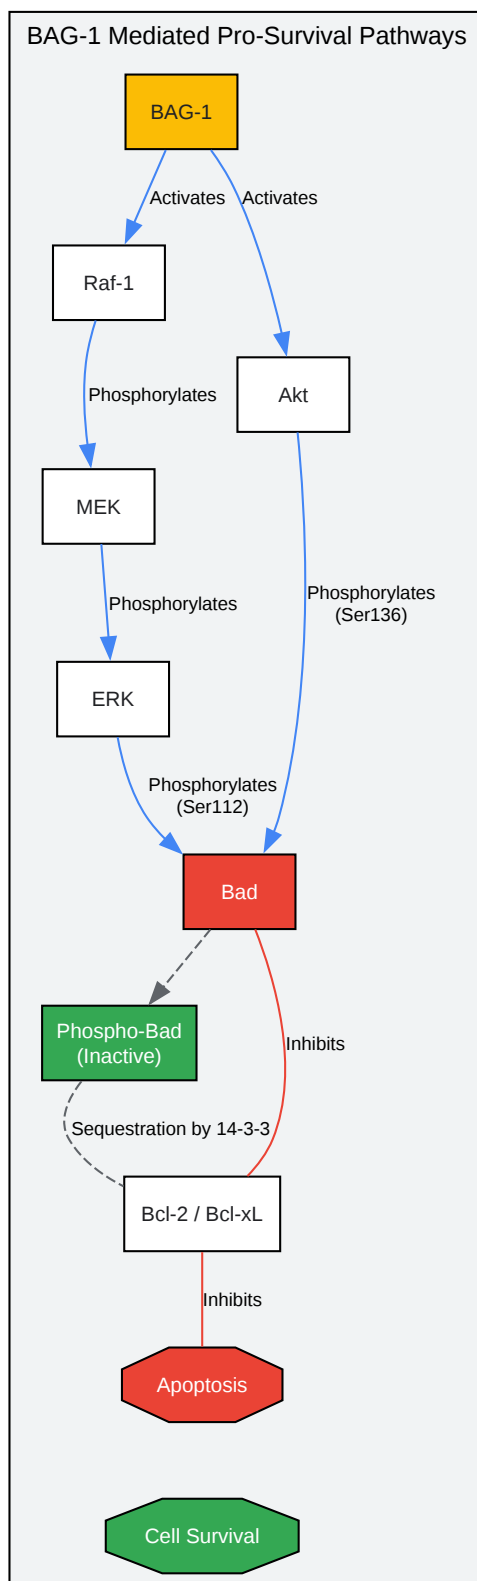 BAG-1 Mediated Pro-Survival Pathways
BAG-1
Activates
Activates
Raf-1
Phosphorylates
Akt
MEK
Phosphorylates
Phosphorylates
(Ser136)
ERK
Phosphorylates
(Ser112)
Bad
Phospho-Bad
(Inactive)
Inhibits
Sequestration by 14-3-3
Bcl-2 / Bcl-xL
Inhibits
Apoptosis
Cell Survival